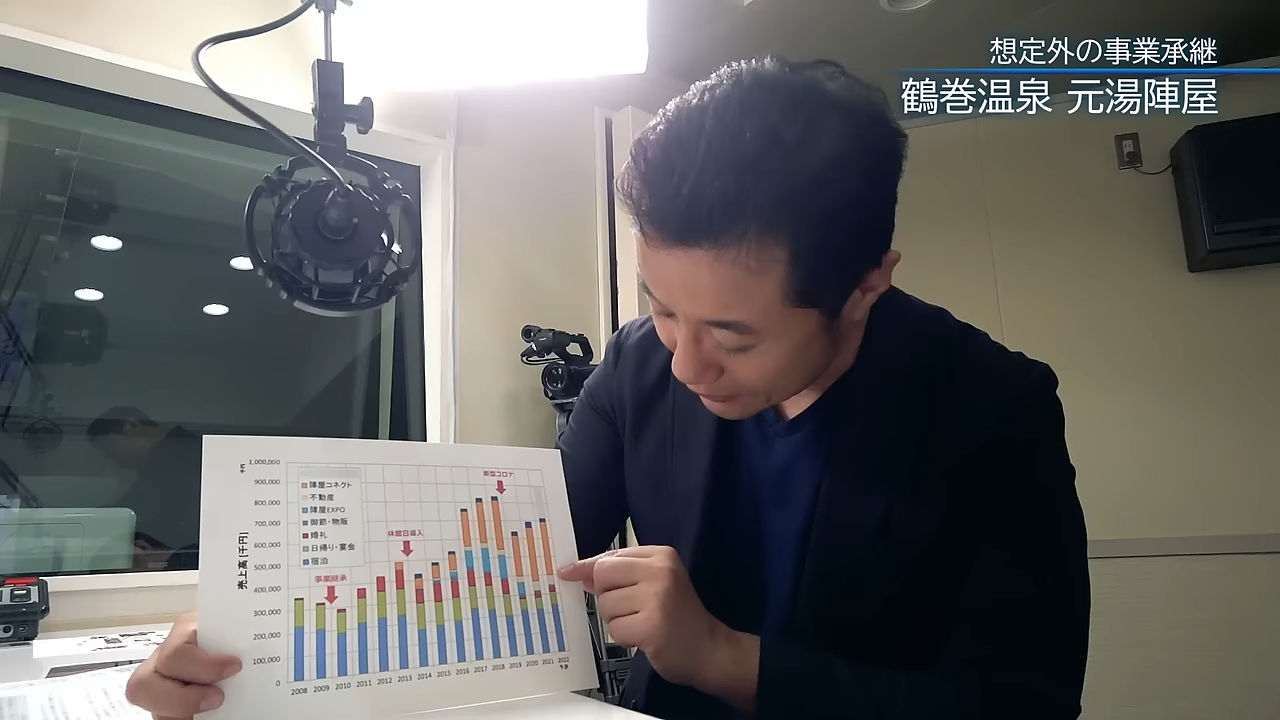 想定外の事業承継
鶴巻温泉 元湯陣屋
千円
1,000,000
900,000
800,000
700,000
600,000
500,000
400,000
300,000
200,000
100,000
0
売上高[千円]
陣屋コネクト
不動産
陣屋EXPO
御節・物販
婚礼
日帰り・宴会
宿泊
事業継承
休館日導入
新型コロナ
2008 2009 2010 2011 2012 2013 2014 2015 2016 2017 2018 2019 2020 2021 2022
予測